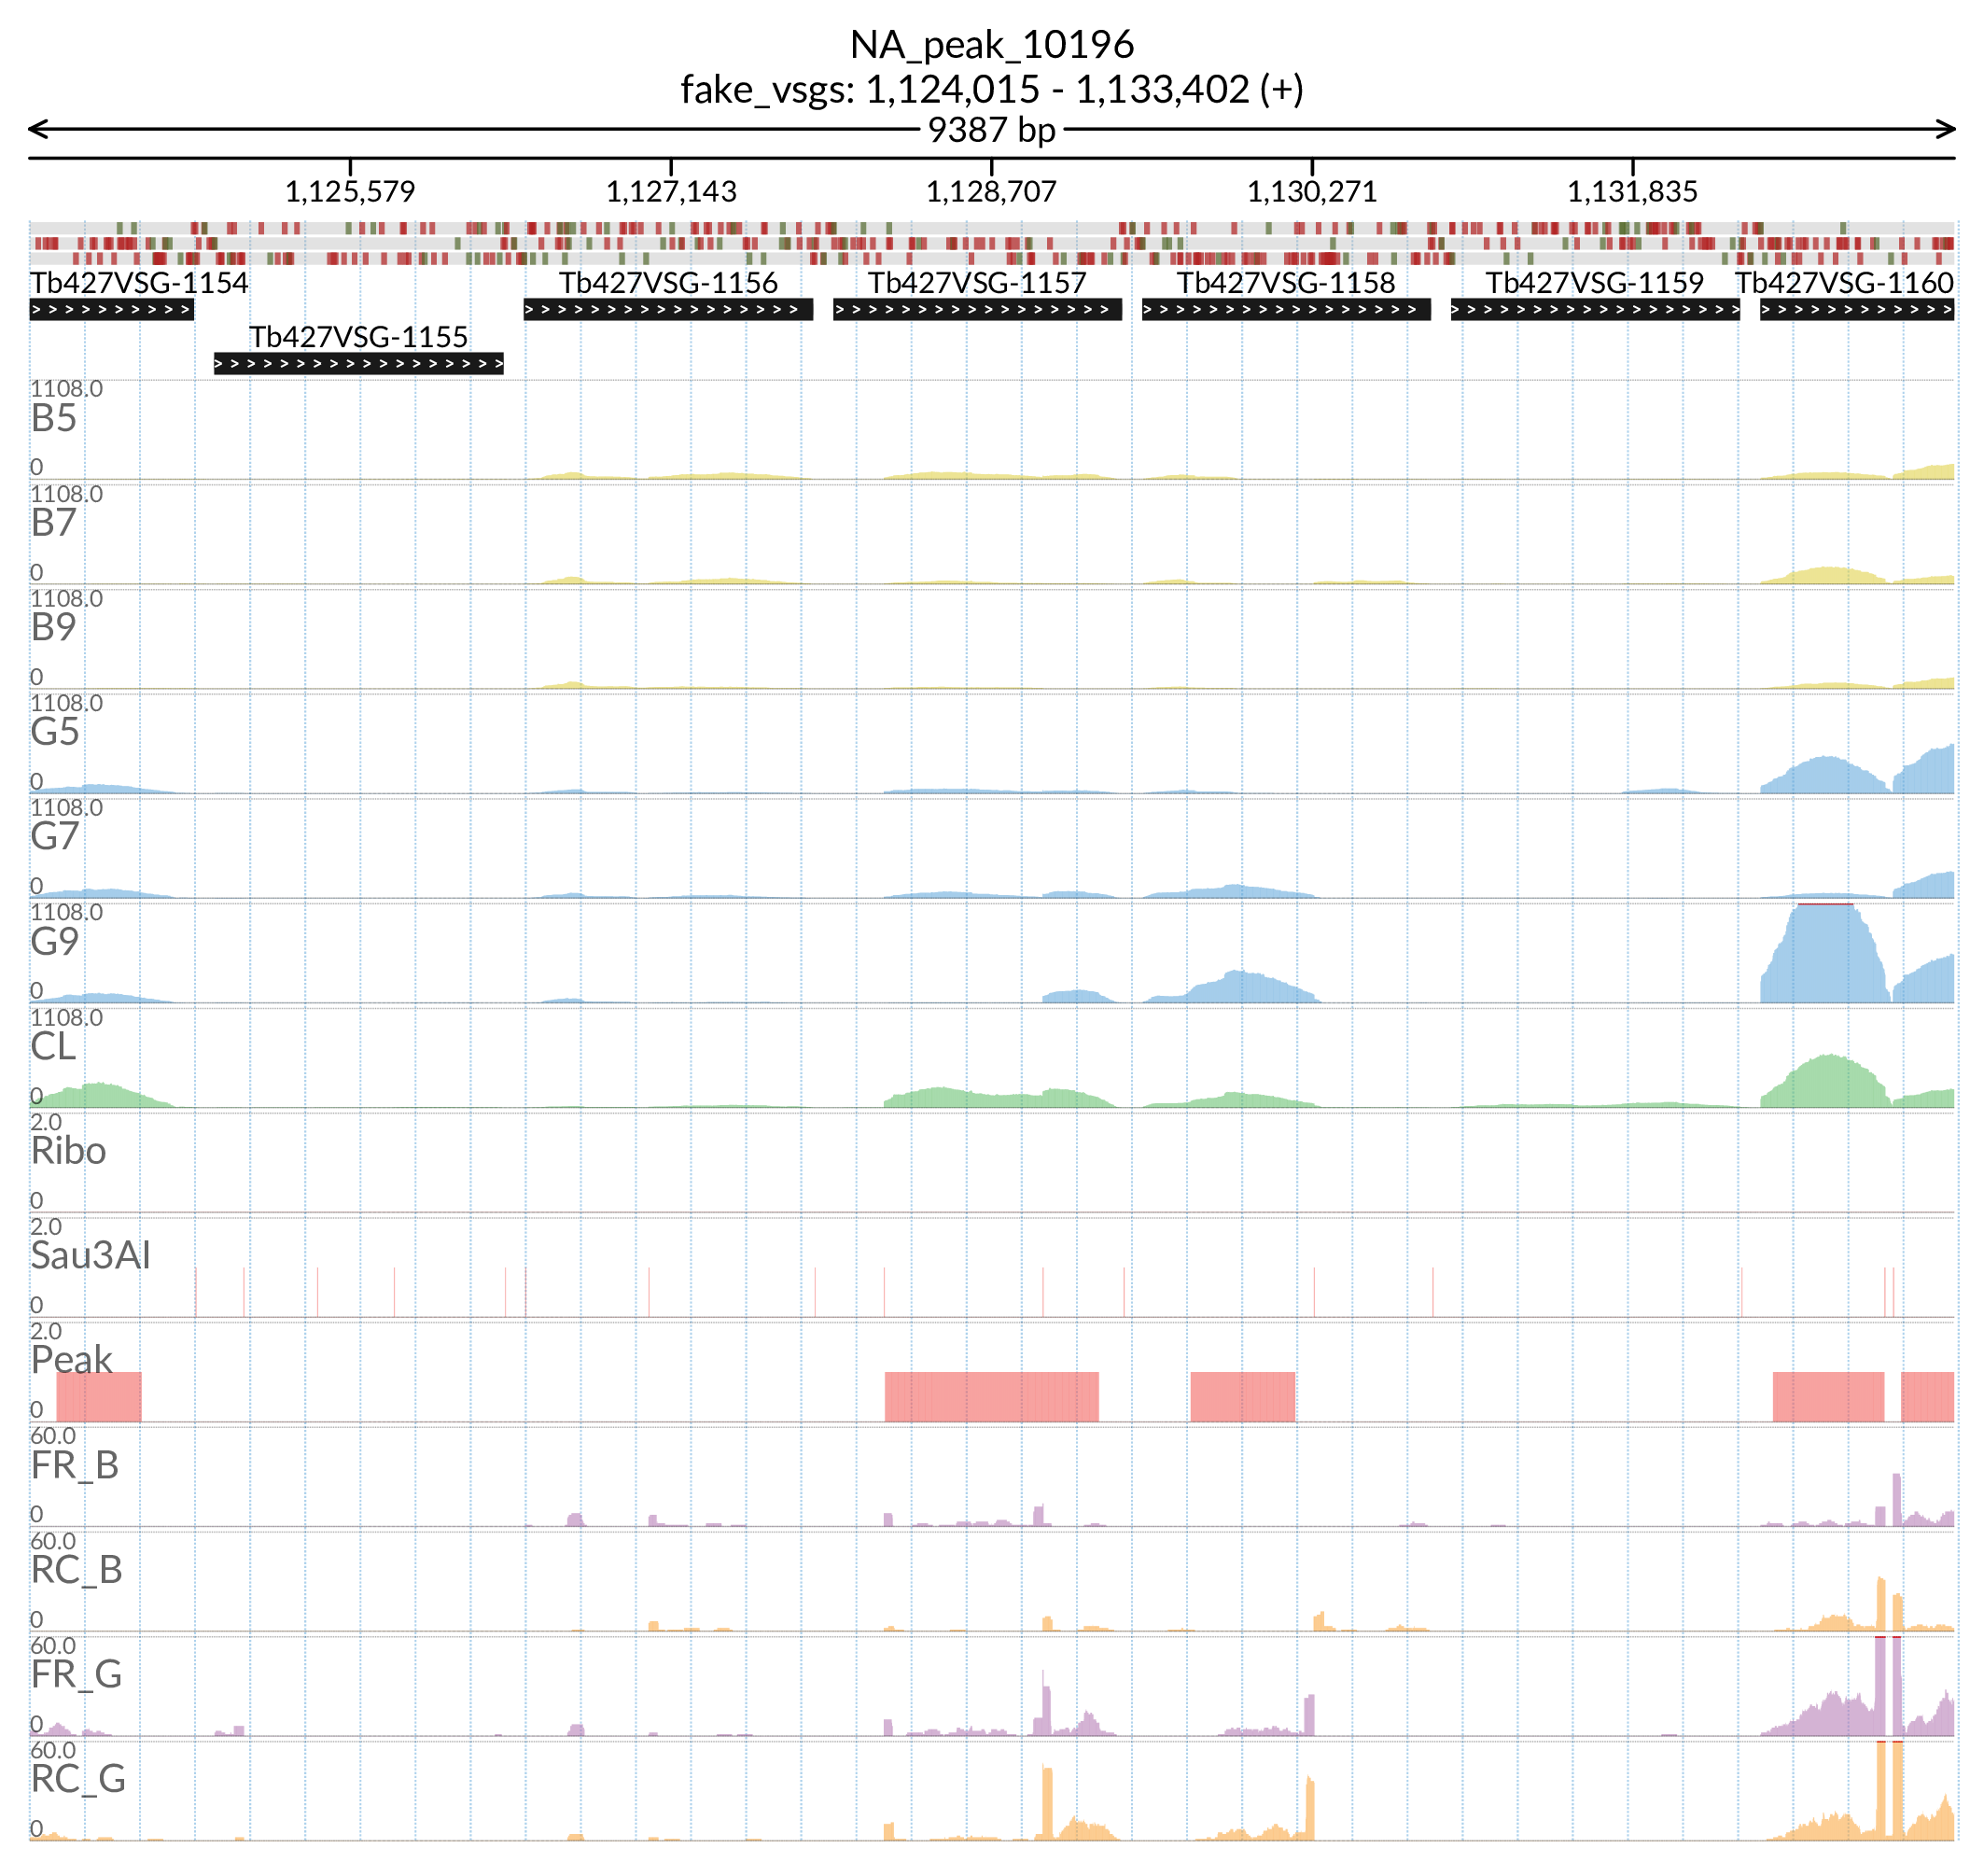 NA_peak_10196
fake_vsgs: 1,124,015 - 1,133,402 (+)
9387 bp
1,125,579 1,127,143 1,128,707 1,130,271 1,131,835
Tb427VSG-1154 Tb427VSG-1156 Tb427VSG-1157 Tb427VSG-1158 Tb427VSG-1159 Tb427VSG-1160
Tb427VSG-1155
1108.0
B5
0
1108.0
B7
0
1108.0
B9
0
1108.0
G5
0
1108.0
G7
0
1108.0
G9
0
1108.0
CL
0
2.0
Ribo
0
2.0
Sau3AI
0
2.0
Peak
0
60.0
FR_B
0
60.0
RC_B
0
60.0
FR_G
0
60.0
RC_G
0